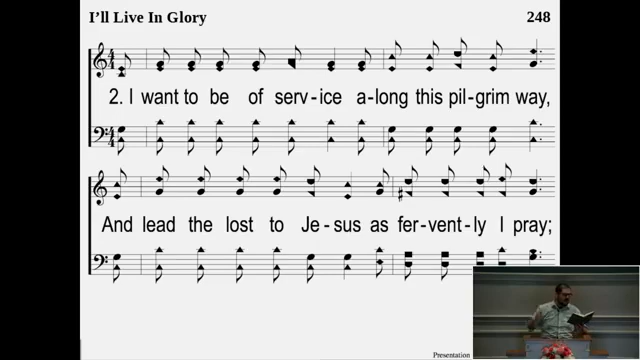 I'll Live In Glory 248
2. I want to be of serv-ice a-long this pil-grim way,
And lead the lost to Je-sus as fer-vent-ly I pray;
Presentation